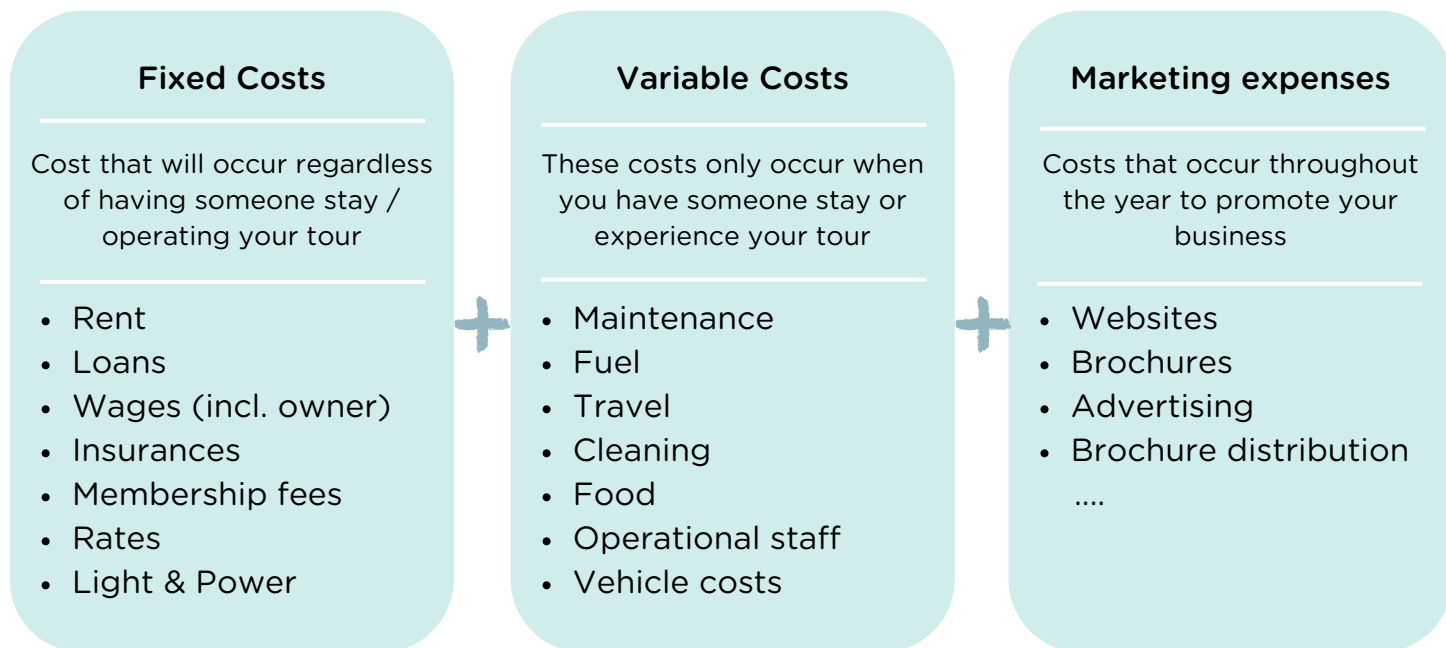 Fixed Costs
Cost that will occur regardless
of having someone stay /
operating your tour
• Rent
• Loans
• Wages (incl. owner)
• Insurances
• Membership fees
• Rates
• Light & Power
+
Variable Costs
These costs only occur when
you have someone stay or
experience your tour
• Maintenance
• Fuel
• Travel
• Cleaning
• Food
• Operational staff
• Vehicle costs
+
Marketing expenses
Costs that occur throughout
the year to promote your
business
• Websites
• Brochures
• Advertising
• Brochure distribution
....